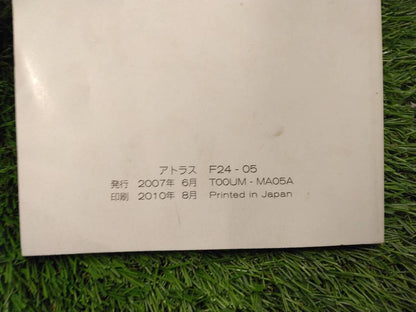 アトラス F24 - 05
発行 2007年 6月 T00UM - MA05A
印刷 2010年 8月 Printed in Japan